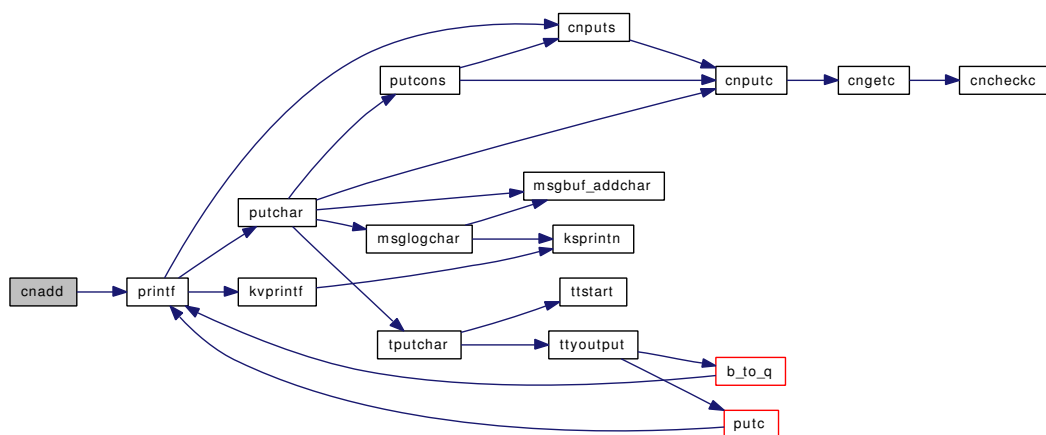 cnputs
putcons
cnputc
cngetc
cncheckc
msgbuf_addchar
putchar
msglogchar
ksprintn
cnadd
printf
kvprintf
ttstart
tputchar
ttyoutput
b_to_q
putc